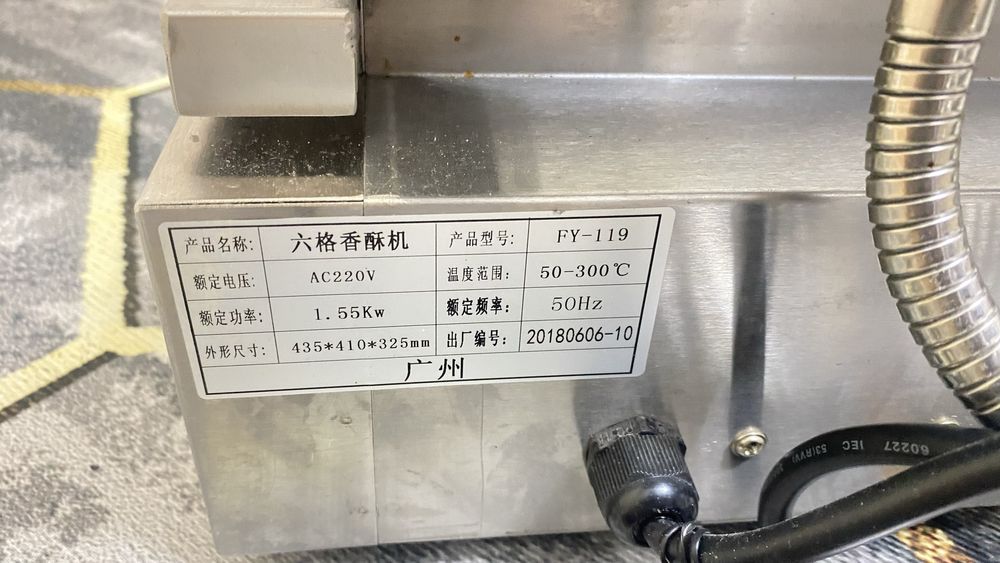 产品名称: 六格香酥机 产品型号: FY-119
额定电压: AC220V 温度范围: 50-300℃
额定功率: 1.55Kw 额定频率: 50Hz
外形尺寸: 435*410*325mm 出厂编号: 20180606-10
广州
60227 IEC 53(RVV)